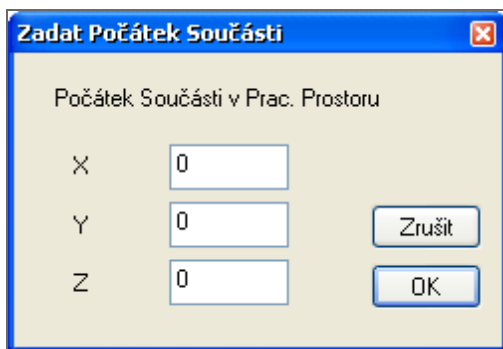 Zadat Počátek Součásti
Počátek Součásti v Prac. Prostoru
X 0
Y 0 Zrušit
Z 0 OK